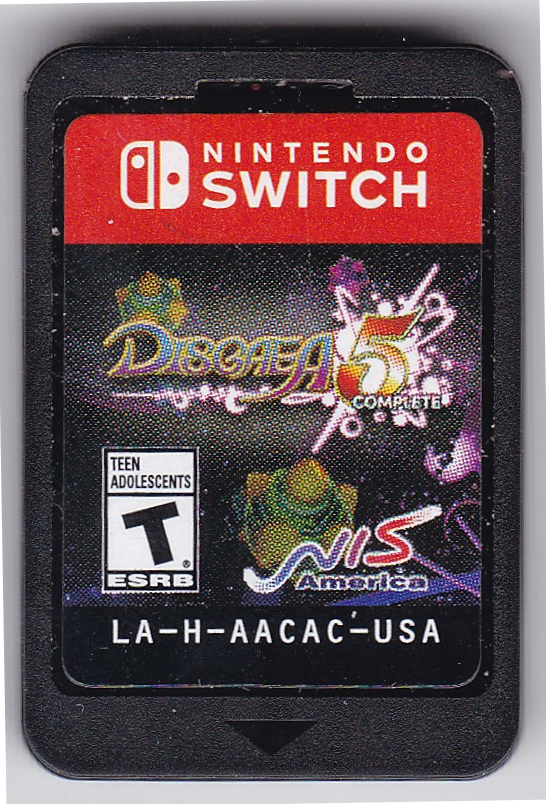 NINTENDO
SWITCH
DISGAEA 5
COMPLETE
TEEN
ADOLESCENTS
T
®
ESRB
NIS
America
LA-H-AACAC-USA